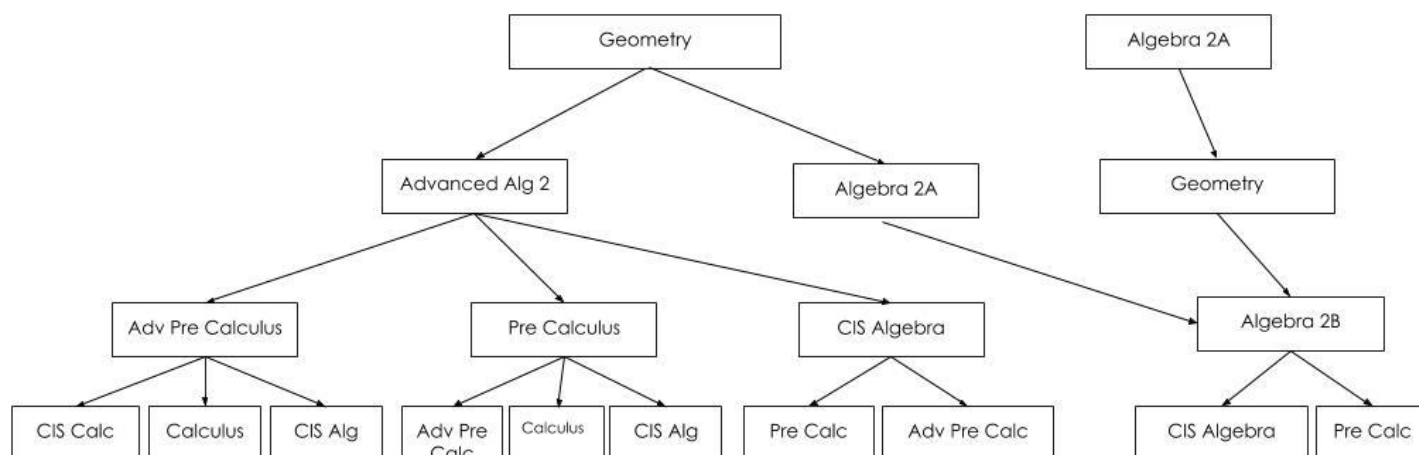 Geometry
Algebra 2A
Advanced Alg 2
Algebra 2A
Geometry
Adv Pre Calculus
Pre Calculus
CIS Algebra
Algebra 2B
CIS Calc
Calculus
CIS Alg
Adv Pre
Calc
Calculus
CIS Alg
Pre Calc
Adv Pre Calc
CIS Algebra
Pre Calc